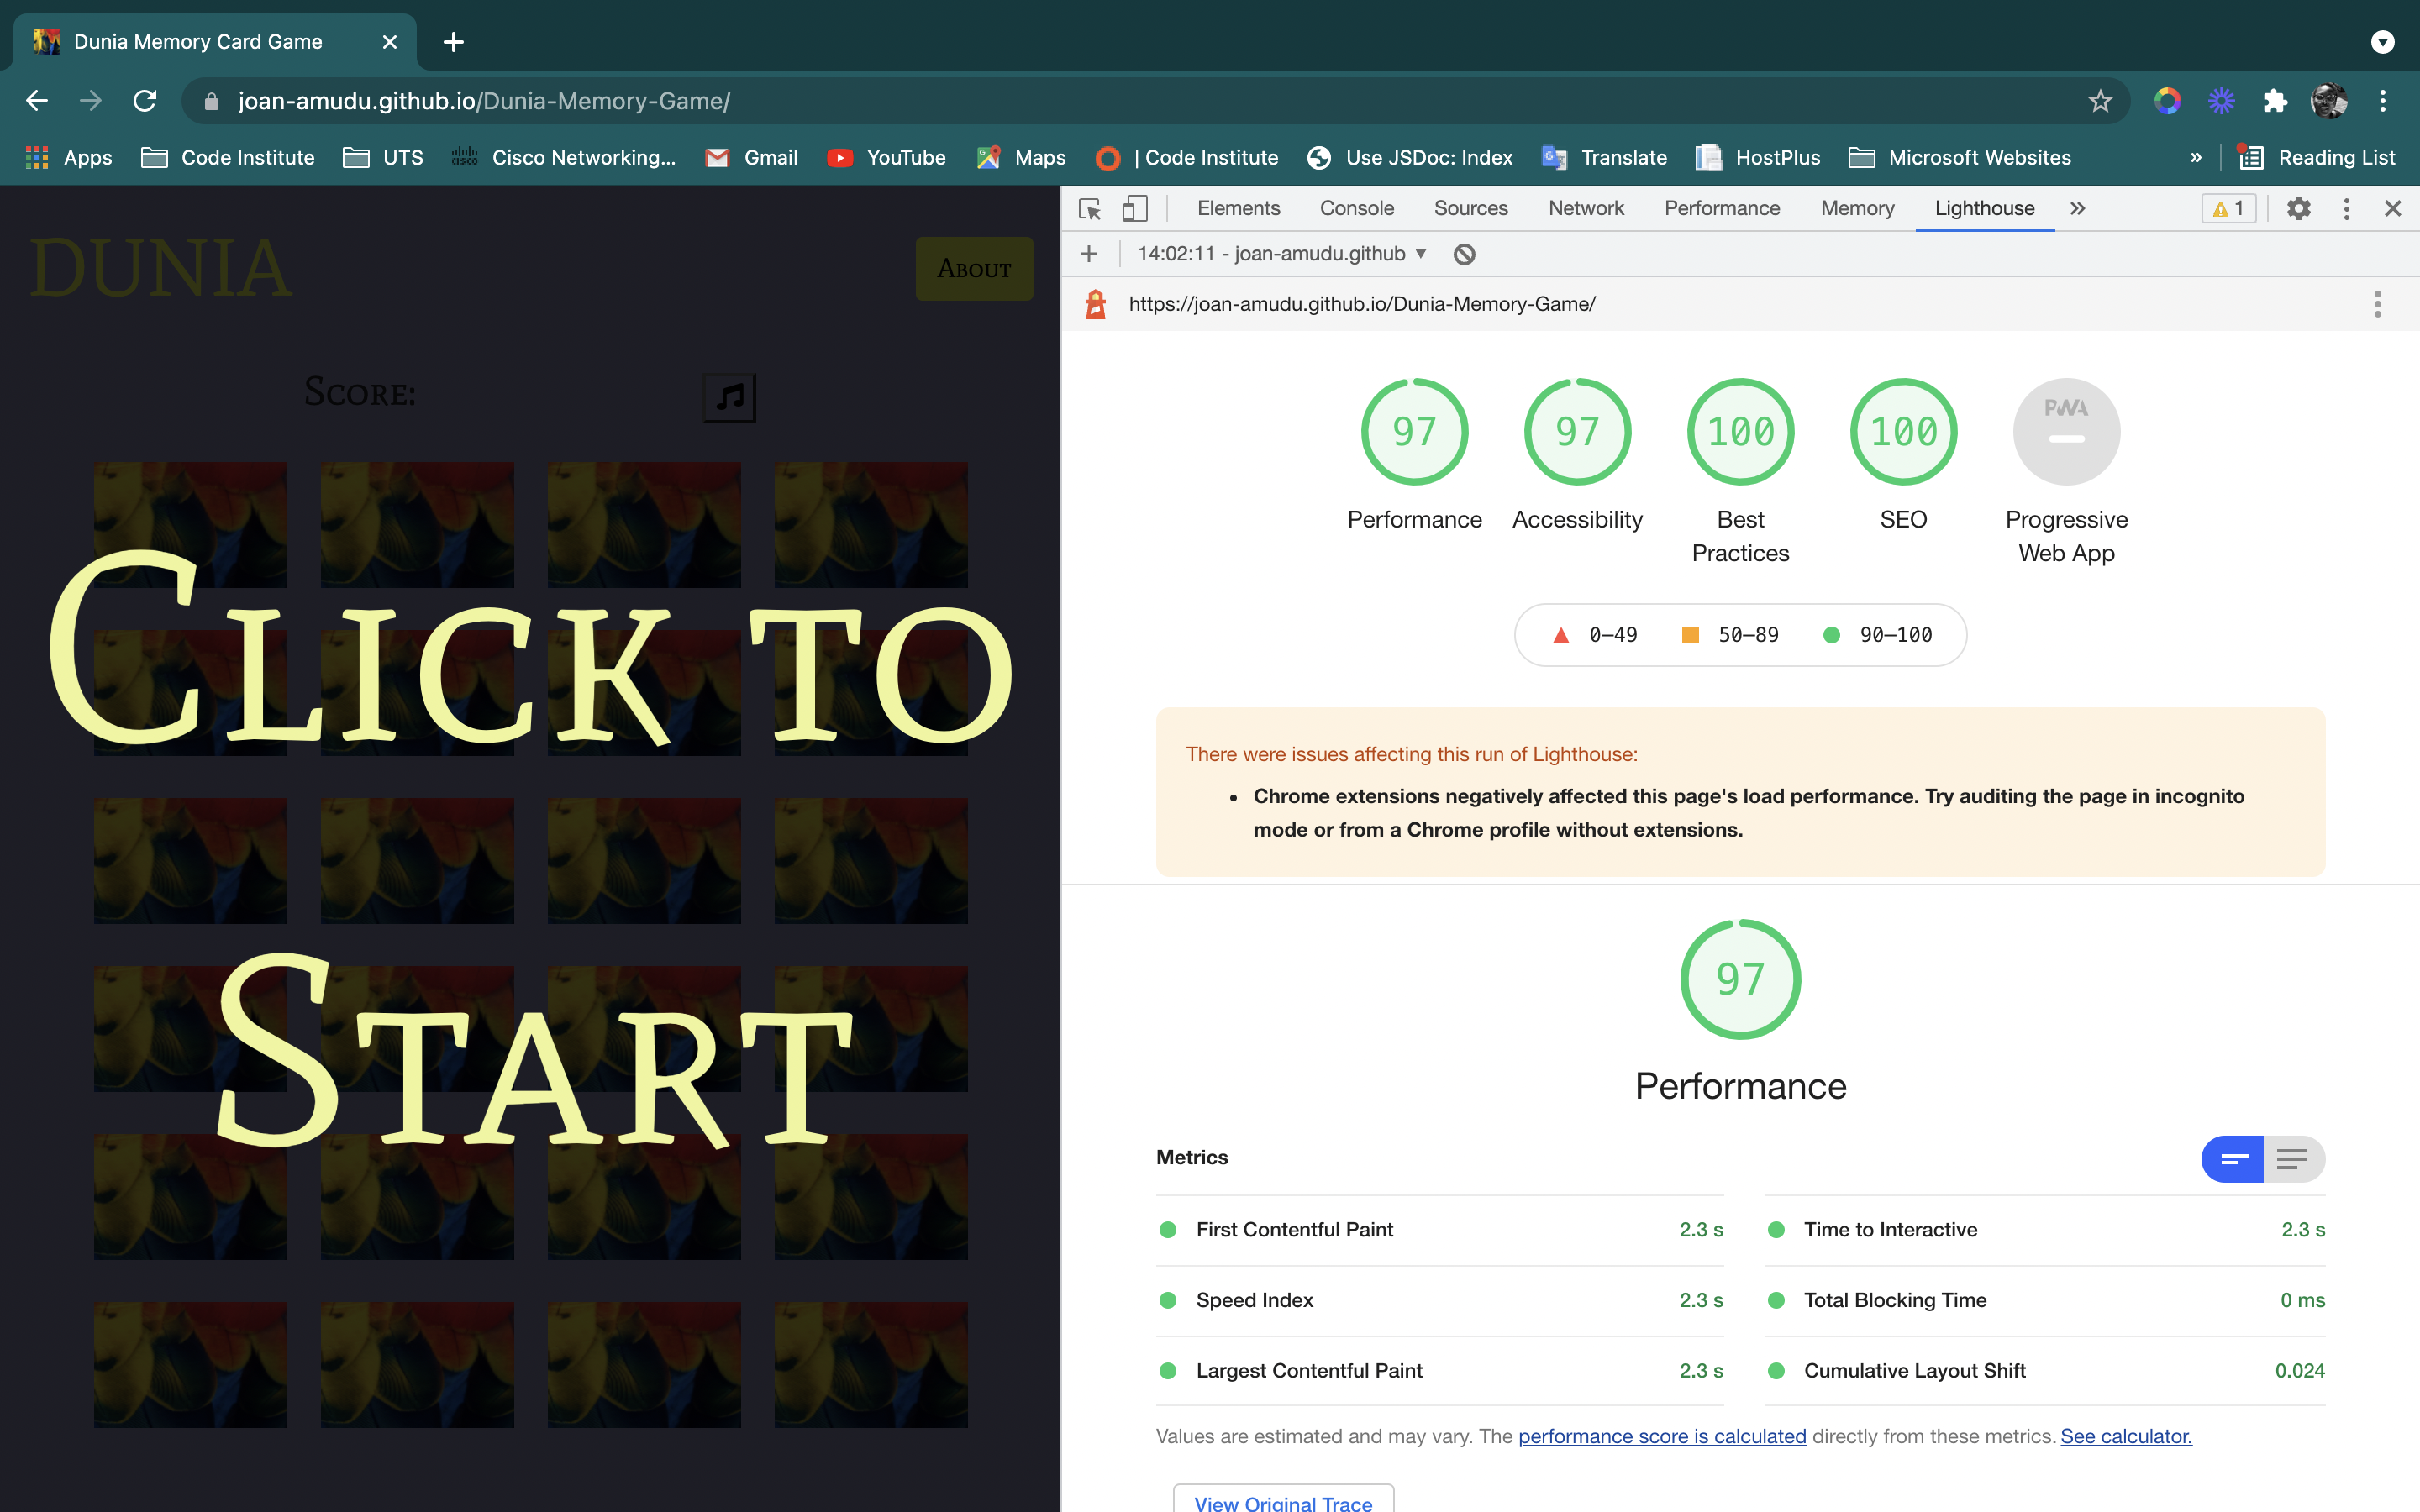 Dunia Memory Card Game
joan-amudu.github.io/Dunia-Memory-Game/
Apps Code Institute UTS Cisco Networking... Gmail YouTube Maps | Code Institute Use JSDoc: Index Translate HostPlus Microsoft Websites » Reading List
DUNIA
About
Score:
Click to
Start
Elements Console Sources Network Performance Memory Lighthouse » 1
14:02:11 - joan-amudu.github
https://joan-amudu.github.io/Dunia-Memory-Game/
97 97 100 100 PWA
Performance Accessibility Best Practices SEO Progressive Web App
0–49 50–89 90–100
There were issues affecting this run of Lighthouse:
Chrome extensions negatively affected this page's load performance. Try auditing the page in incognito
mode or from a Chrome profile without extensions.
97
Performance
Metrics
First Contentful Paint 2.3 s
Time to Interactive 2.3 s
Speed Index 2.3 s
Total Blocking Time 0 ms
Largest Contentful Paint 2.3 s
Cumulative Layout Shift 0.024
Values are estimated and may vary. The performance score is calculated directly from these metrics. See calculator.
View Original Trace